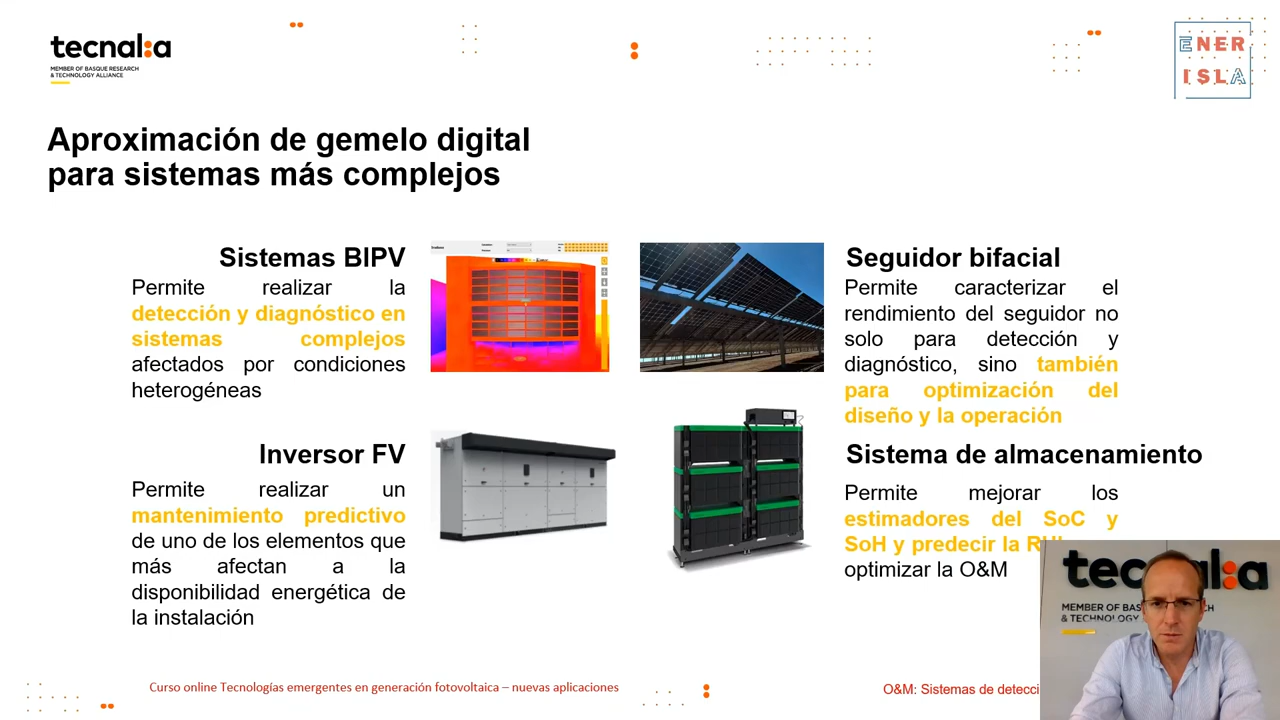 tecnal:a
MEMBER OF BASQUE RESEARCH
& TECHNOLOGY ALLIANCE
ENER
ISLA
Aproximación de gemelo digital
para sistemas más complejos
Sistemas BIPV
Permite realizar la
detección y diagnóstico en
sistemas complejos
afectados por condiciones
heterogéneas
Seguidor bifacial
Permite caracterizar el
rendimiento del seguidor no
solo para detección y
diagnóstico, sino también
para optimización del
diseño y la operación
Inversor FV
Permite realizar un
mantenimiento predictivo
de uno de los elementos que
más afectan a la
disponibilidad energética de
la instalación
Sistema de almacenamiento
Permite mejorar los
estimadores del SoC y
SoH y predecir la
optimizar la O&M
tecnal:a
MEMBER OF
& TECHNOLOGY
Curso online Tecnologías emergentes en generación fotovoltaica – nuevas aplicaciones
O&M: Sistemas de